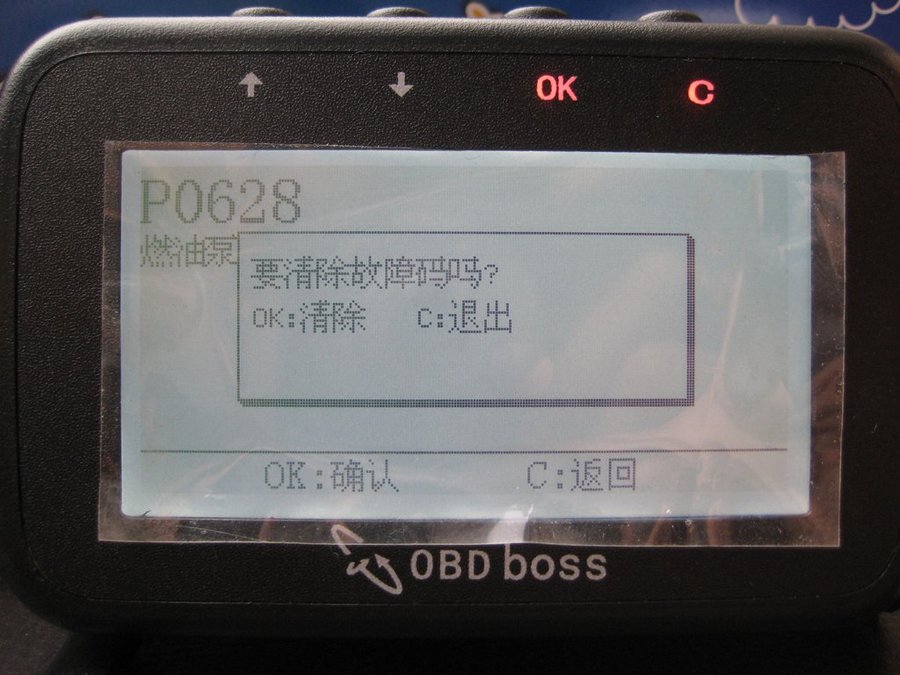 ↑ ↓ OK C
P0628
燃油泵
要清除故障码吗?
OK:清除 C:退出
OK:确认 C:返回
OBD boss